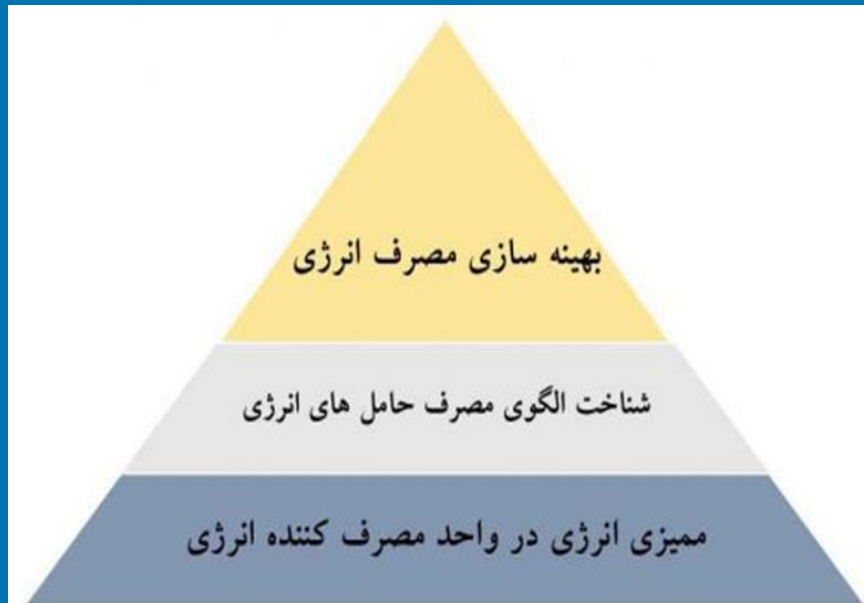 بهینه سازی مصرف انرژی
شناخت الگوی مصرف حامل های انرژی
ممیزی انرژی در واحد مصرف کننده انرژی